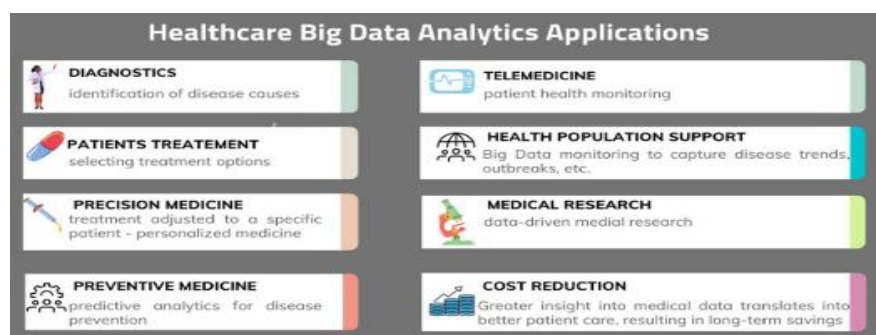 Healthcare Big Data Analytics Applications
DIAGNOSTICS
identification of disease causes
PATIENTS TREATEMENT
selecting treatment options
PRECISION MEDICINE
treatment adjusted to a specific
patient - personalized medicine
PREVENTIVE MEDICINE
predictive analytics for disease
prevention
TELEMEDICINE
patient health monitoring
HEALTH POPULATION SUPPORT
Big Data monitoring to capture disease trends,
outbreaks, etc.
MEDICAL RESEARCH
data-driven medial research
COST REDUCTION
Greater insight into medical data translates into
better patient care, resulting in long-term savings